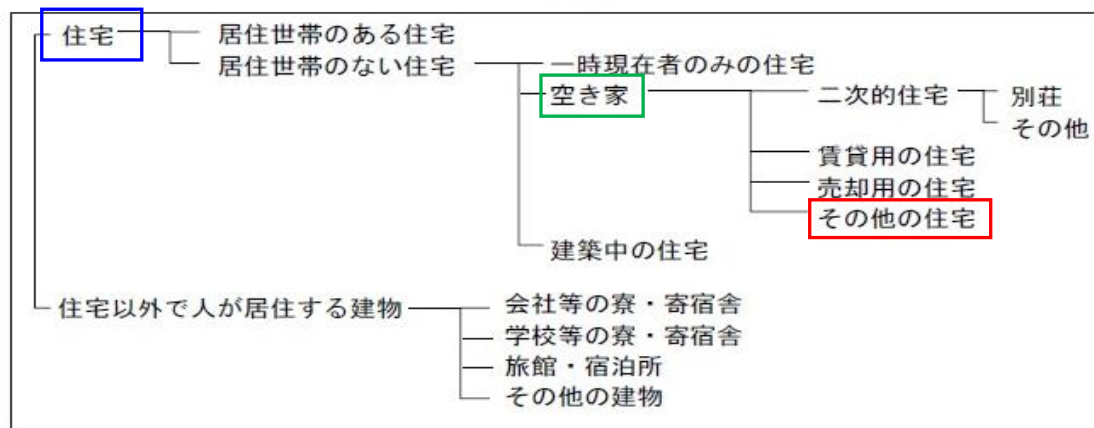 住宅
居住世帯のある住宅
居住世帯のない住宅
一時現在者のみの住宅
空き家
二次的住宅
別荘
その他
賃貸用の住宅
売却用の住宅
その他の住宅
建築中の住宅
住宅以外で人が居住する建物
会社等の寮・寄宿舎
学校等の寮・寄宿舎
旅館・宿泊所
その他の建物